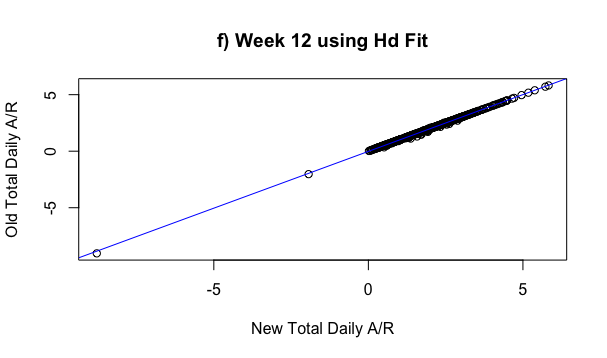 f) Week 12 using Hd Fit
Old Total Daily A/R
5
0
-5
-5 0 5
New Total Daily A/R